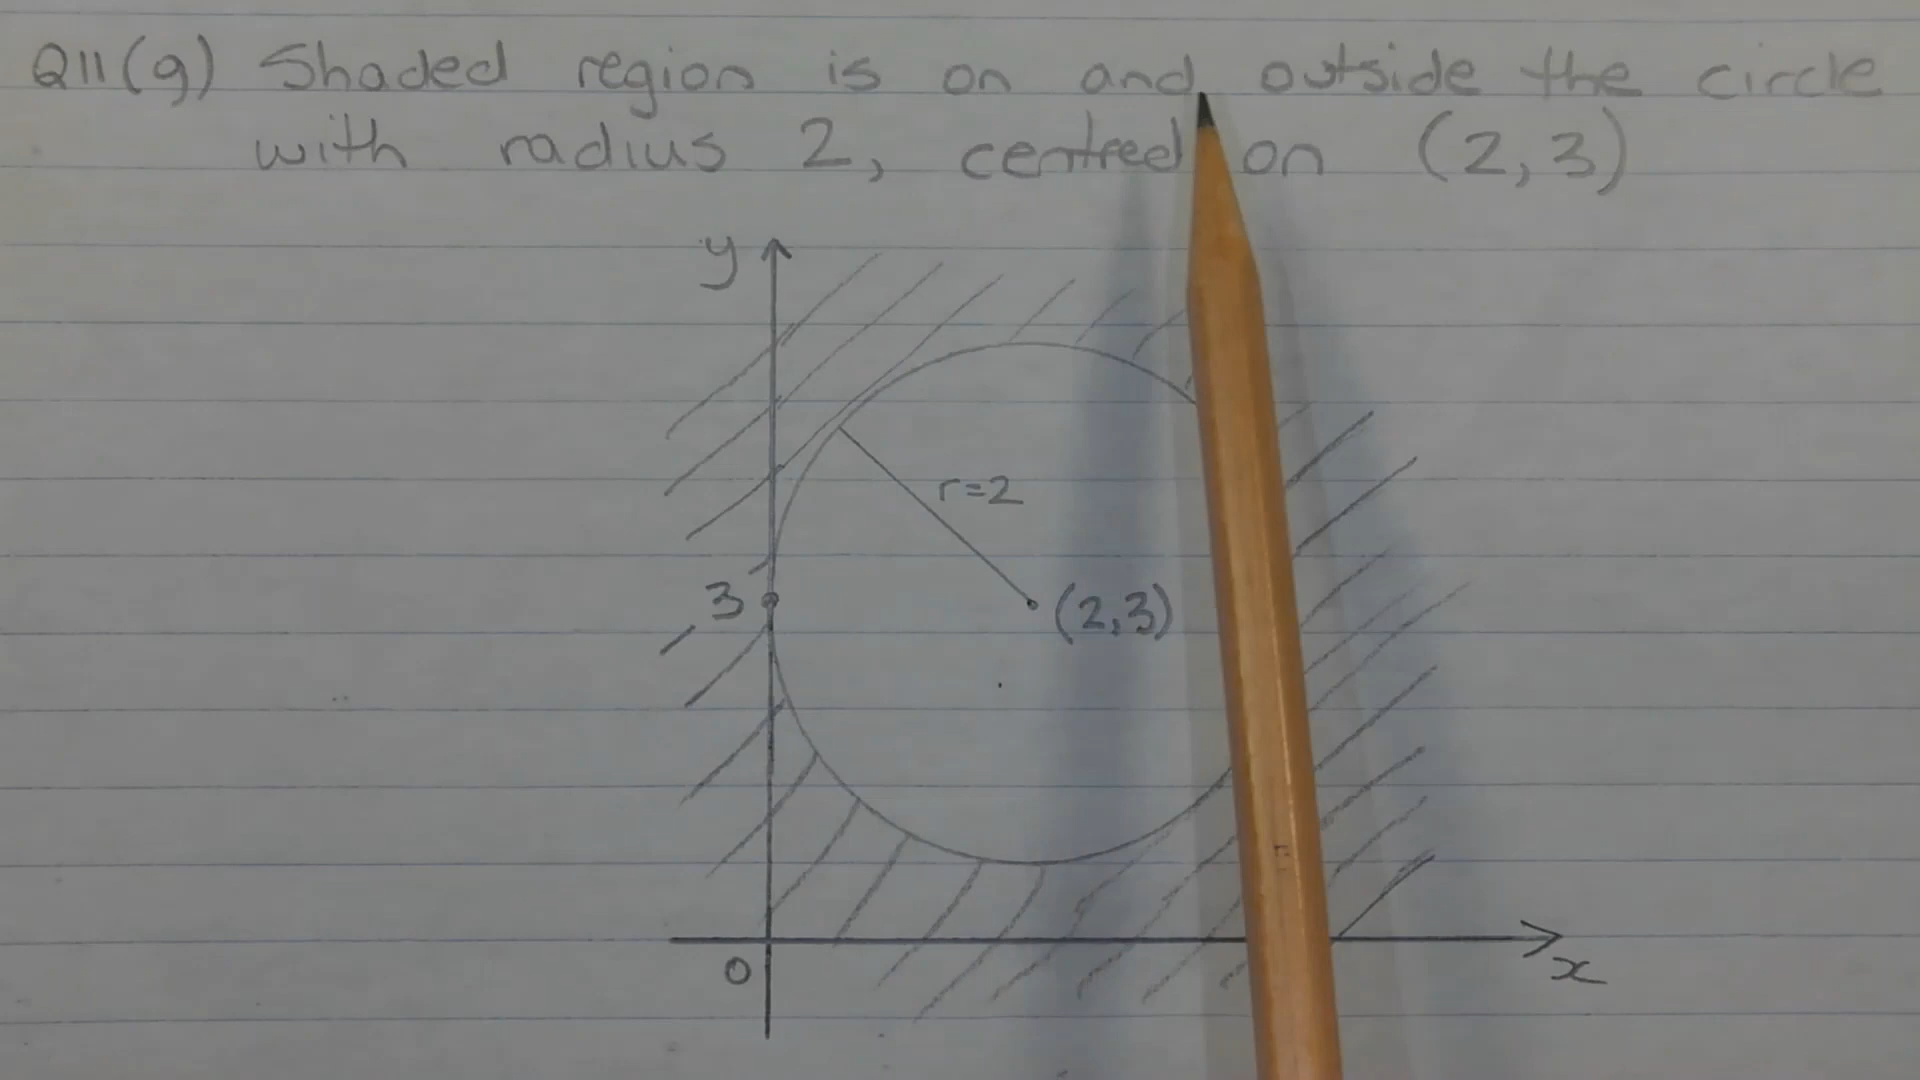 Q11(g) Shaded region is on and outside the circle
with radius 2, centred on (2,3)
y
r=2
3
(2,3)
0
x